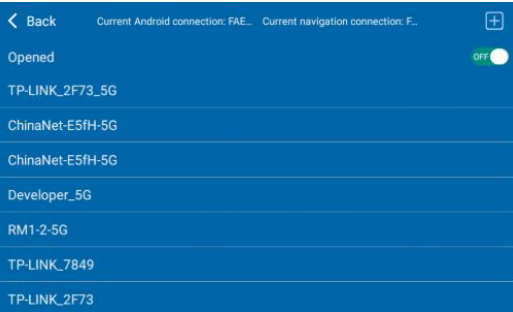 Back Current Android connection: FAE... Current navigation connection: F...
Opened OFF
TP-LINK_2F73_5G
ChinaNet-E5fH-5G
ChinaNet-E5fH-5G
Developer_5G
RM1-2-5G
TP-LINK_7849
TP-LINK_2F73